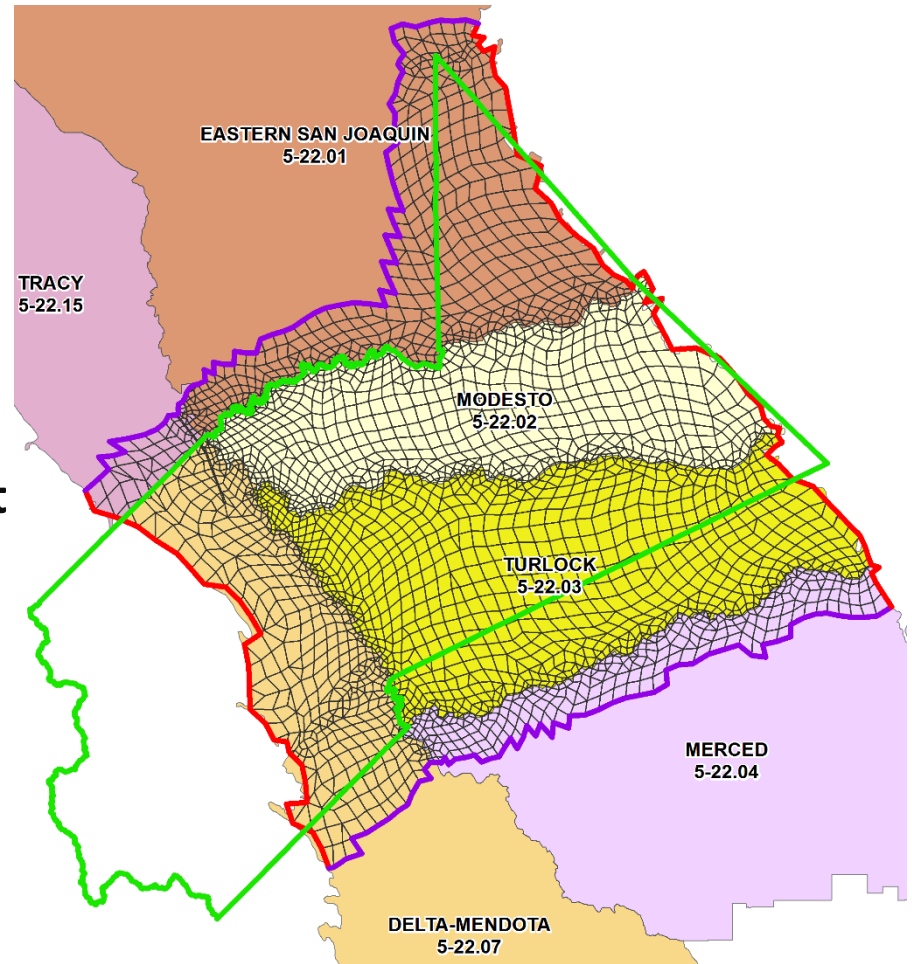 EASTERN SAN JOAQUIN
5-22.01
TRACY
5-22.15
MODESTO
5-22.02
t
TURLOCK
5-22.03
MERCED
5-22.04
DELTA-MENDOTA
5-22.07